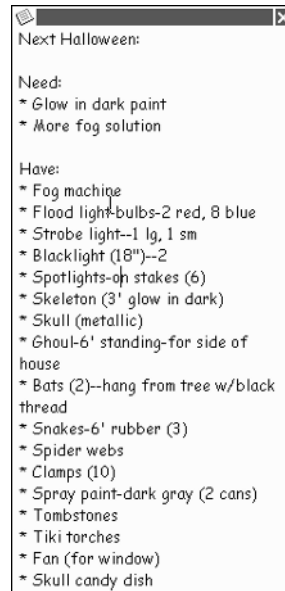 Next Halloween:
Need:
* Glow in dark paint
* More fog solution
Have:
* Fog machine
* Flood light-bulbs-2 red, 8 blue
* Strobe light--1 lg, 1 sm
* Blacklight (18")--2
* Spotlights-on stakes (6)
* Skeleton (3' glow in dark)
* Skull (metallic)
* Ghoul-6' standing-for side of
house
* Bats (2)--hang from tree w/black
thread
* Snakes-6' rubber (3)
* Spider webs
* Clamps (10)
* Spray paint-dark gray (2 cans)
* Tombstones
* Tiki torches
* Fan (for window)
* Skull candy dish